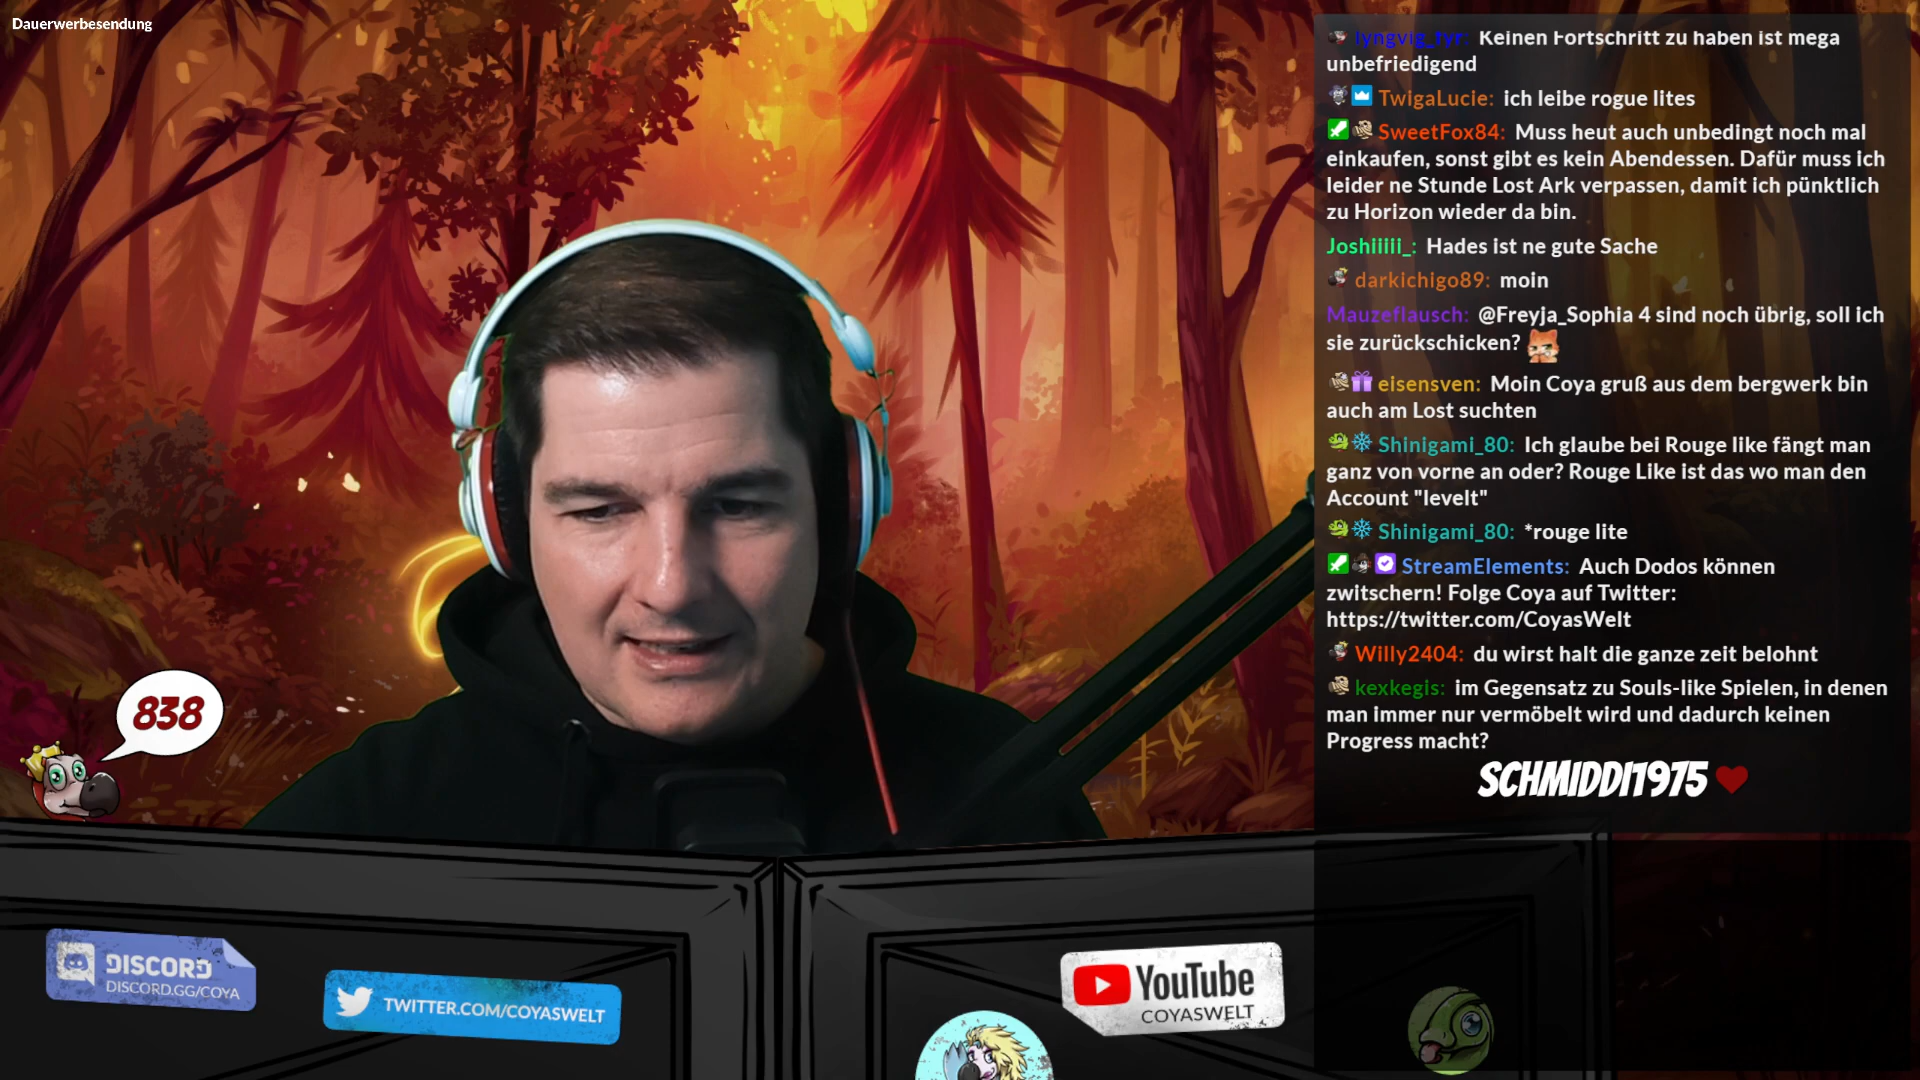 Dauerwerbesendung
lyngvig_fyr: Keinen Fortschritt zu haben ist mega
unbefriedigend
TwigaLucie: ich leibe rogue lites
SweetFox84: Muss heut auch unbedingt noch mal
einkaufen, sonst gibt es kein Abendessen. Dafür muss ich
leider ne Stunde Lost Ark verpassen, damit ich pünktlich
zu Horizon wieder da bin.
Joshiiiii_: Hades ist ne gute Sache
darkichigo89: moin
Mauzeflausch: @Freyja_Sophia 4 sind noch übrig, soll ich
sie zurückschicken?
eisensven: Moin Coya gruß aus dem bergwerk bin
auch am Lost suchten
Shinigami_80: Ich glaube bei Rouge like fängt man
ganz von vorne an oder? Rouge Like ist das wo man den
Account "levelt"
Shinigami_80: *rouge lite
StreamElements: Auch Dodos können
zwitschern! Folge Coya auf Twitter:
https://twitter.com/CoyasWelt
Willy2404: du wirst halt die ganze zeit belohnt
kexkegis: im Gegensatz zu Souls-like Spielen, in denen
man immer nur vermöbelt wird und dadurch keinen
Progress macht?
SCHMIDDI1975
838
DISCORD
DISCORD.GG/COYA
TWITTER.COM/COYASWELT
YouTube
COYASWELT